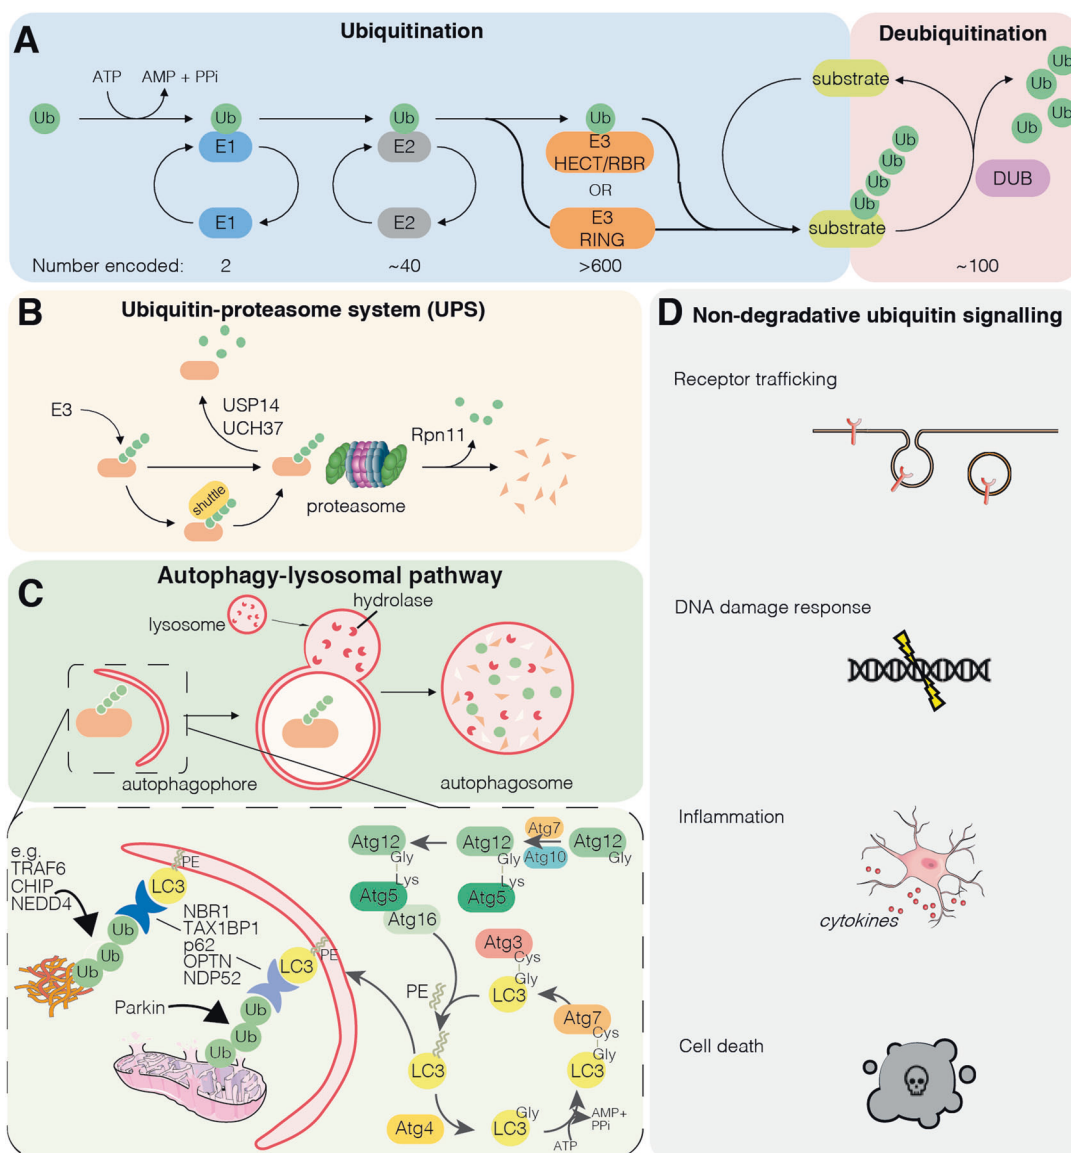 A
Ubiquitination
Deubiquitination
ATP
AMP + PPi
Ub
Ub
E1
E1
Ub
E2
E2
Ub
E3
HECT/RBR
OR
E3
RING
substrate
substrate
Ub
Ub
Ub
Ub
DUB
Ub
Ub
Ub
Ub
Number encoded:
2
~40
>600
~100
B
Ubiquitin-proteasome system (UPS)
E3
USP14
UCH37
shuttle
proteasome
Rpn11
C
Autophagy-lysosomal pathway
lysosome
hydrolase
autophagophore
autophagosome
e.g.
TRAF6
CHIP
NEDD4
Ub
Ub
Ub
LC3
PE
NBR1
TAX1BP1
p62
OPTN
NDP52
LC3
PE
Parkin
Ub
Ub
Ub
Atg12
Gly
Lys
Atg5
Atg16
Atg12
Gly
Lys
Atg5
Atg7
Atg10
Atg12
Gly
Atg3
Cys
Gly
LC3
PE
Atg7
Cys
Gly
LC3
LC3
Atg4
Gly
LC3
ATP
AMP+
PPi
D
Non-degradative ubiquitin signalling
Receptor trafficking
DNA damage response
Inflammation
cytokines
Cell death